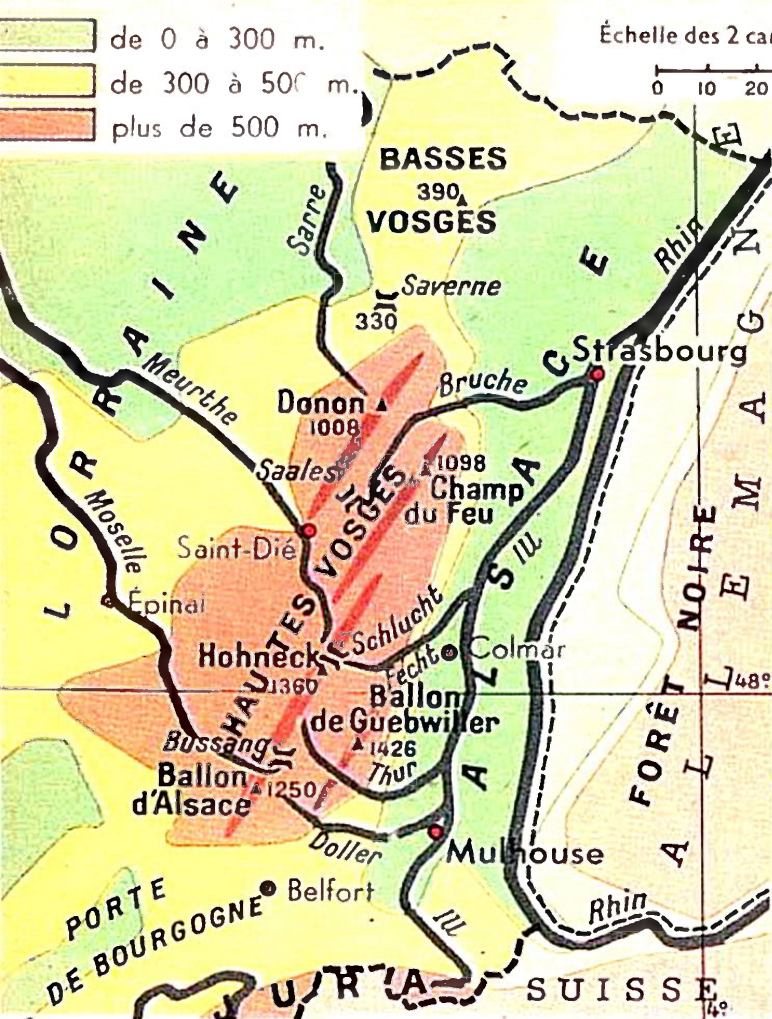 de 0 à 300 m.
de 300 à 500 m.
plus de 500 m.
Échelle des 2 car
0 10 20
BASSES
390
VOSGES
Sarre
Rhin
Saverne
330
LORRAINE
ALSACE
ALLEMAGNE
Strasbourg
Meurthe
Bruche
Donon
1008
Saales
1098
Champ
du Feu
HAUTES VOSGES
Moselle
Saint-Dié
Ill
FORÊT NOIRE
Épinal
Schlucht
Hohneck
1360
Fecht
Colmar
48°
Ballon
de Guebwiller
1426
Bussang
Thur
Ballon
d'Alsace
1250
Doller
Mulhouse
Belfort
PORTE
DE BOURGOGNE
Ill
Rhin
JURA
SUISSE
4°